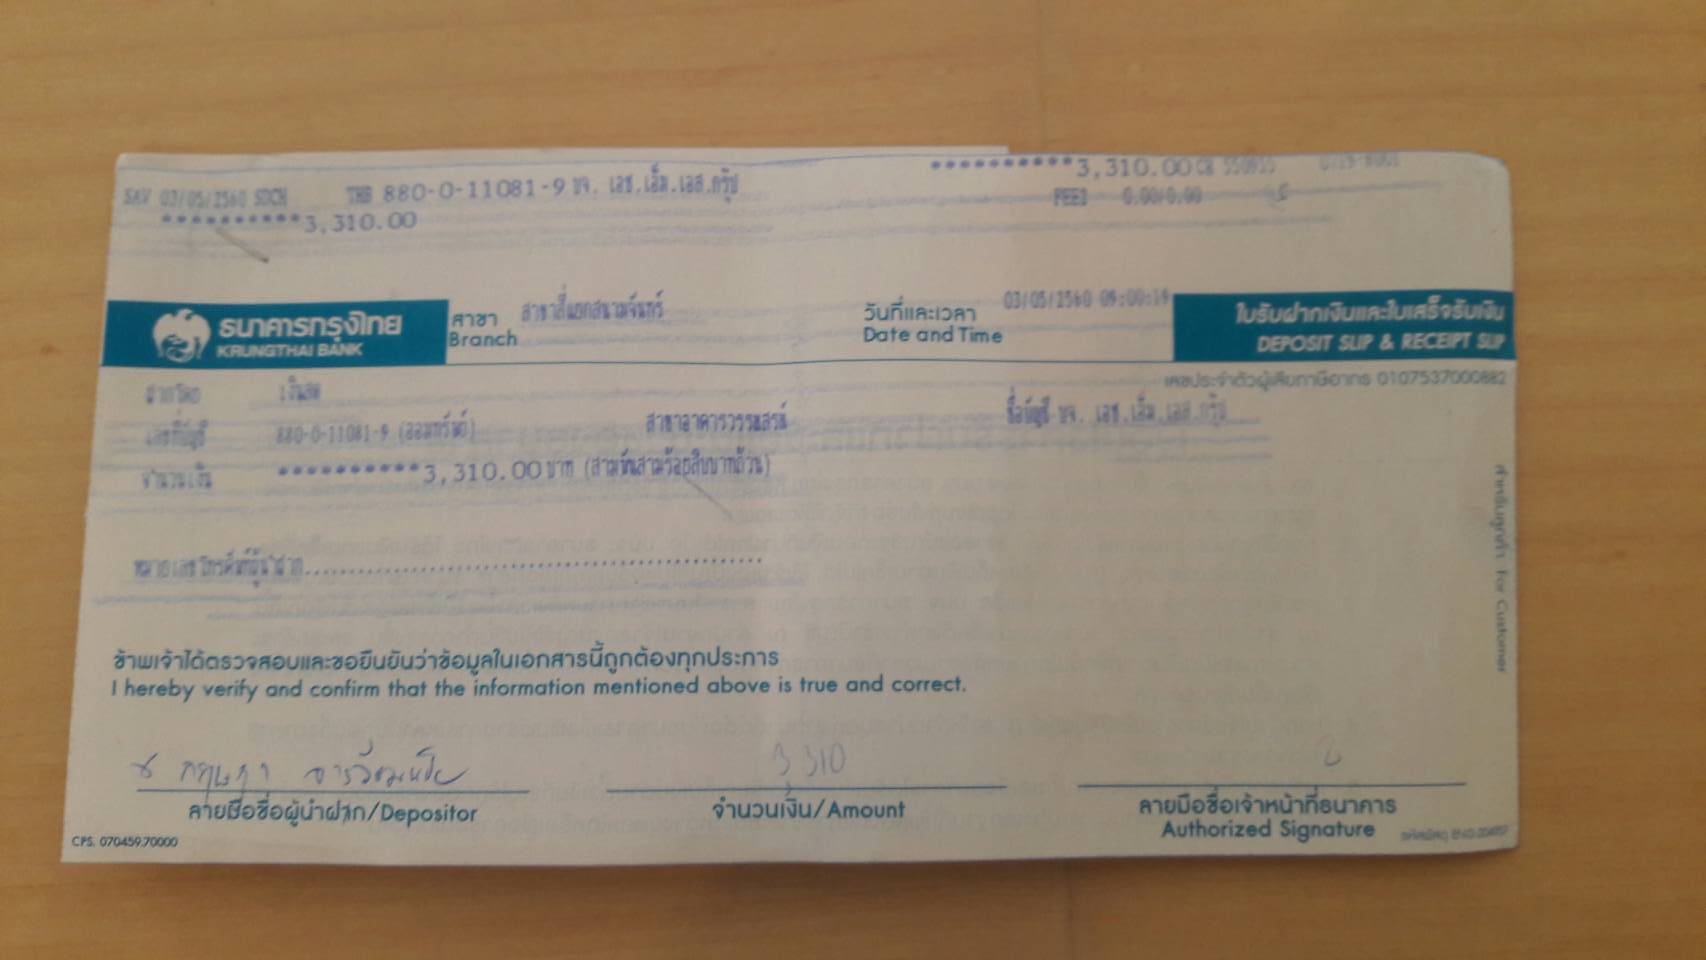 SAV 03/05/2560 SDCH THB 880-0-11081-9 บจ. เอช.เอ็ม.เอส.กรุ๊ป **********3,310.00 CR 550935
**********3,310.00 FEE: 0.00/0.00
ธนาคารกรุงไทย
KRUNGTHAI BANK
สาขา สาขาสี่แยกสนามจันทร์
Branch
วันที่และเวลา 03/05/2560 09:00:19
Date and Time
ใบรับฝากเงินและใบเสร็จรับเงิน
DEPOSIT SLIP & RECEIPT SLIP
เลขประจำตัวผู้เสียภาษีอากร 0107537000882
ฝากโดย เงินสด
เลขที่บัญชี 880-0-11081-9 (ออมทรัพย์) สาขาอาคารวรรณสรณ์ ชื่อบัญชี บจ. เอช.เอ็ม.เอส.กรุ๊ป
จำนวนเงิน **********3,310.00 บาท (สามพันสามร้อยสิบบาทถ้วน)
หมายเลขโทรศัพท์ผู้นำฝาก
สำหรับลูกค้า For Customer
ข้าพเจ้าได้ตรวจสอบและขอยืนยันว่าข้อมูลในเอกสารนี้ถูกต้องทุกประการ
I hereby verify and confirm that the information mentioned above is true and correct.
กฤษฎา 3 310
ลายมือชื่อผู้นำฝาก/Depositor
จำนวนเงิน/Amount
ลายมือชื่อเจ้าหน้าที่ธนาคาร
Authorized Signature
CPS. 070459.70000